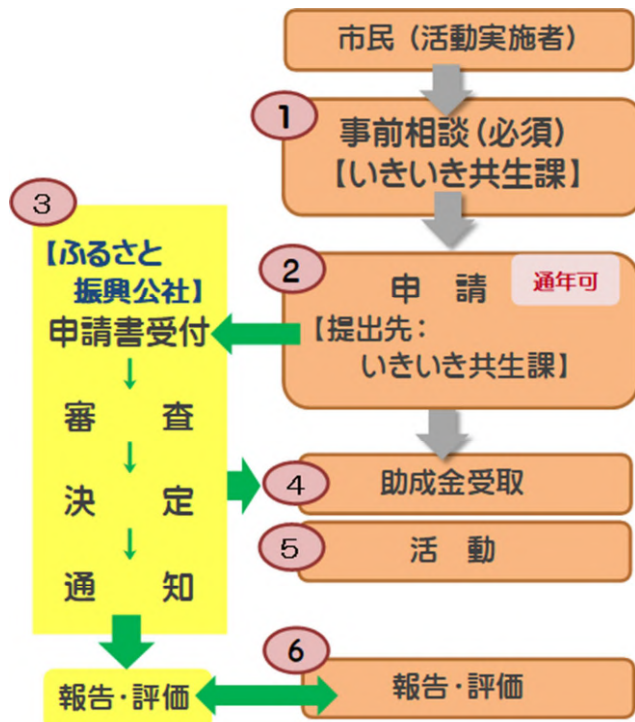 市民（活動実施者）
1
事前相談（必須）
【いきいき共生課】
2
申　請
通年可
【提出先：
いきいき共生課】
3
【ふるさと
振興公社】
申請書受付
↓
審　査
↓
決　定
↓
通　知
4
助成金受取
5
活　動
報告・評価
6
報告・評価